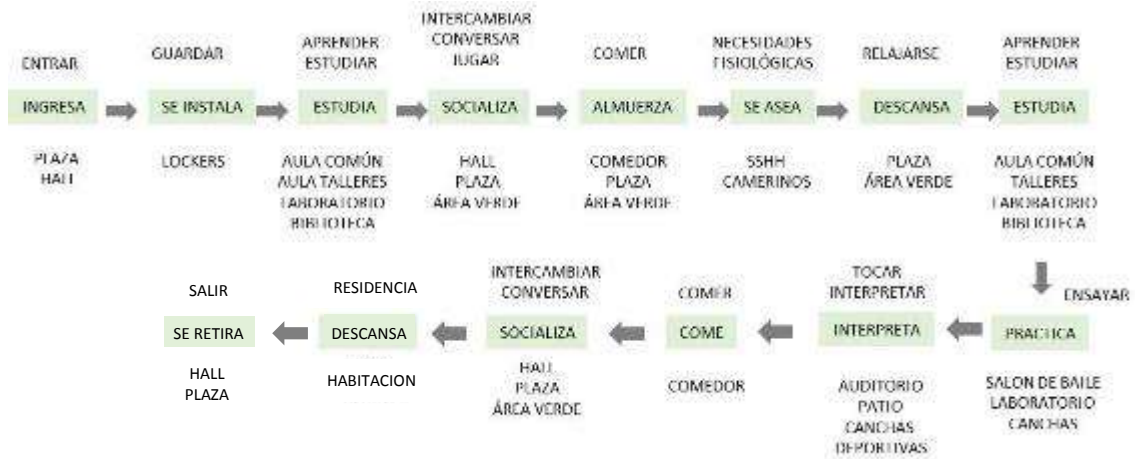 ENTRAR
GUARDAR
APRENDER
ESTUDIAR
INTERCAMBIAR
CONVERSAR
JUGAR
COMER
NECESIDADES
FISIOLÓGICAS
RELAJARSE
APRENDER
ESTUDIAR
INGRESA
SE INSTALA
ESTUDIA
SOCIALIZA
ALMUERZA
SE ASEA
DESCANSA
ESTUDIA
PLAZA
HALL
LOCKERS
AULA COMÚN
AULA TALLERES
LABORATORIO
BIBLIOTECA
HALL
PLAZA
ÁREA VERDE
COMEDOR
PLAZA
ÁREA VERDE
SSHH
CAMERINOS
PLAZA
ÁREA VERDE
AULA COMÚN
TALLERES
LABORATORIO
BIBLIOTECA
SALIR
RESIDENCIA
INTERCAMBIAR
CONVERSAR
COMER
TOCAR
INTERPRETAR
ENSAYAR
SE RETIRA
DESCANSA
SOCIALIZA
COME
INTERPRETA
PRACTICA
HALL
PLAZA
HABITACION
HALL
PLAZA
ÁREA VERDE
COMEDOR
AUDITORIO
PATIO
CANCHAS
DEPORTIVAS
SALON DE BAILE
LABORATORIO
CANCHAS